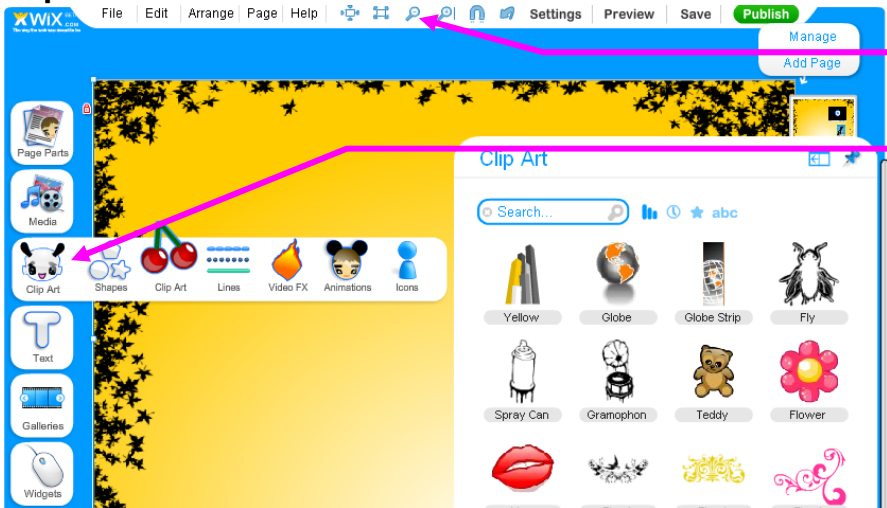 WiX
.COM
File Edit Arrange Page Help Settings Preview Save Publish
Manage
Add Page
Page Parts
Media
Clip Art
Shapes Clip Art Lines Video FX Animations Icons
Text
Galleries
Widgets
Clip Art
Search... abc
Yellow Globe Globe Strip Fly
Spray Can Gramophon Teddy Flower